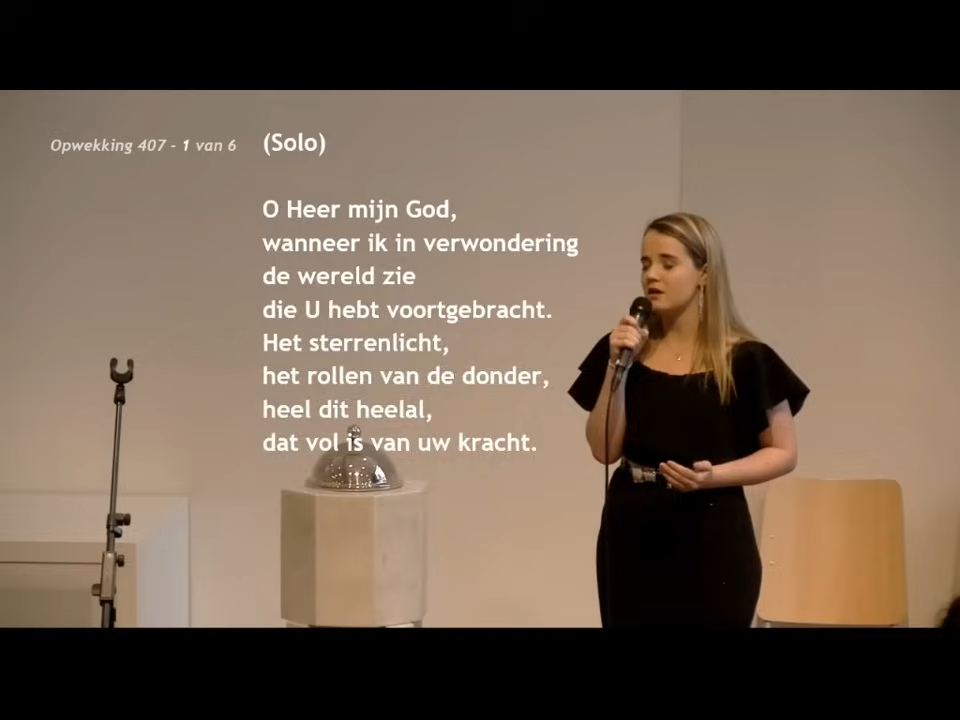 Opwekking 407 - 1 van 6
(Solo)
O Heer mijn God,
wanneer ik in verwondering
de wereld zie
die U hebt voortgebracht.
Het sterrenlicht,
het rollen van de donder,
heel dit heelal,
dat vol is van uw kracht.